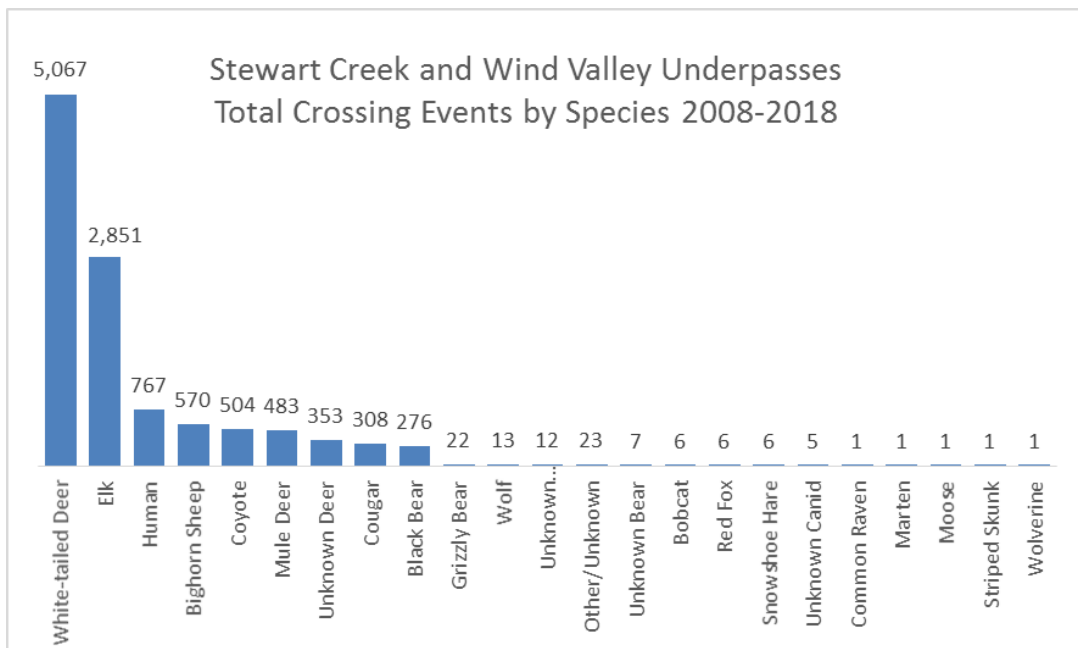 Stewart Creek and Wind Valley Underpasses
Total Crossing Events by Species 2008-2018
5,067
2,851
767
570
504
483
353
308
276
22
13
12
23
7
6
6
6
5
1
1
1
1
1
White-tailed Deer
Elk
Human
Bighorn Sheep
Coyote
Mule Deer
Unknown Deer
Cougar
Black Bear
Grizzly Bear
Wolf
Unknown...
Other/Unknown
Unknown Bear
Bobcat
Red Fox
Snowshoe Hare
Unknown Canid
Common Raven
Marten
Moose
Striped Skunk
Wolverine